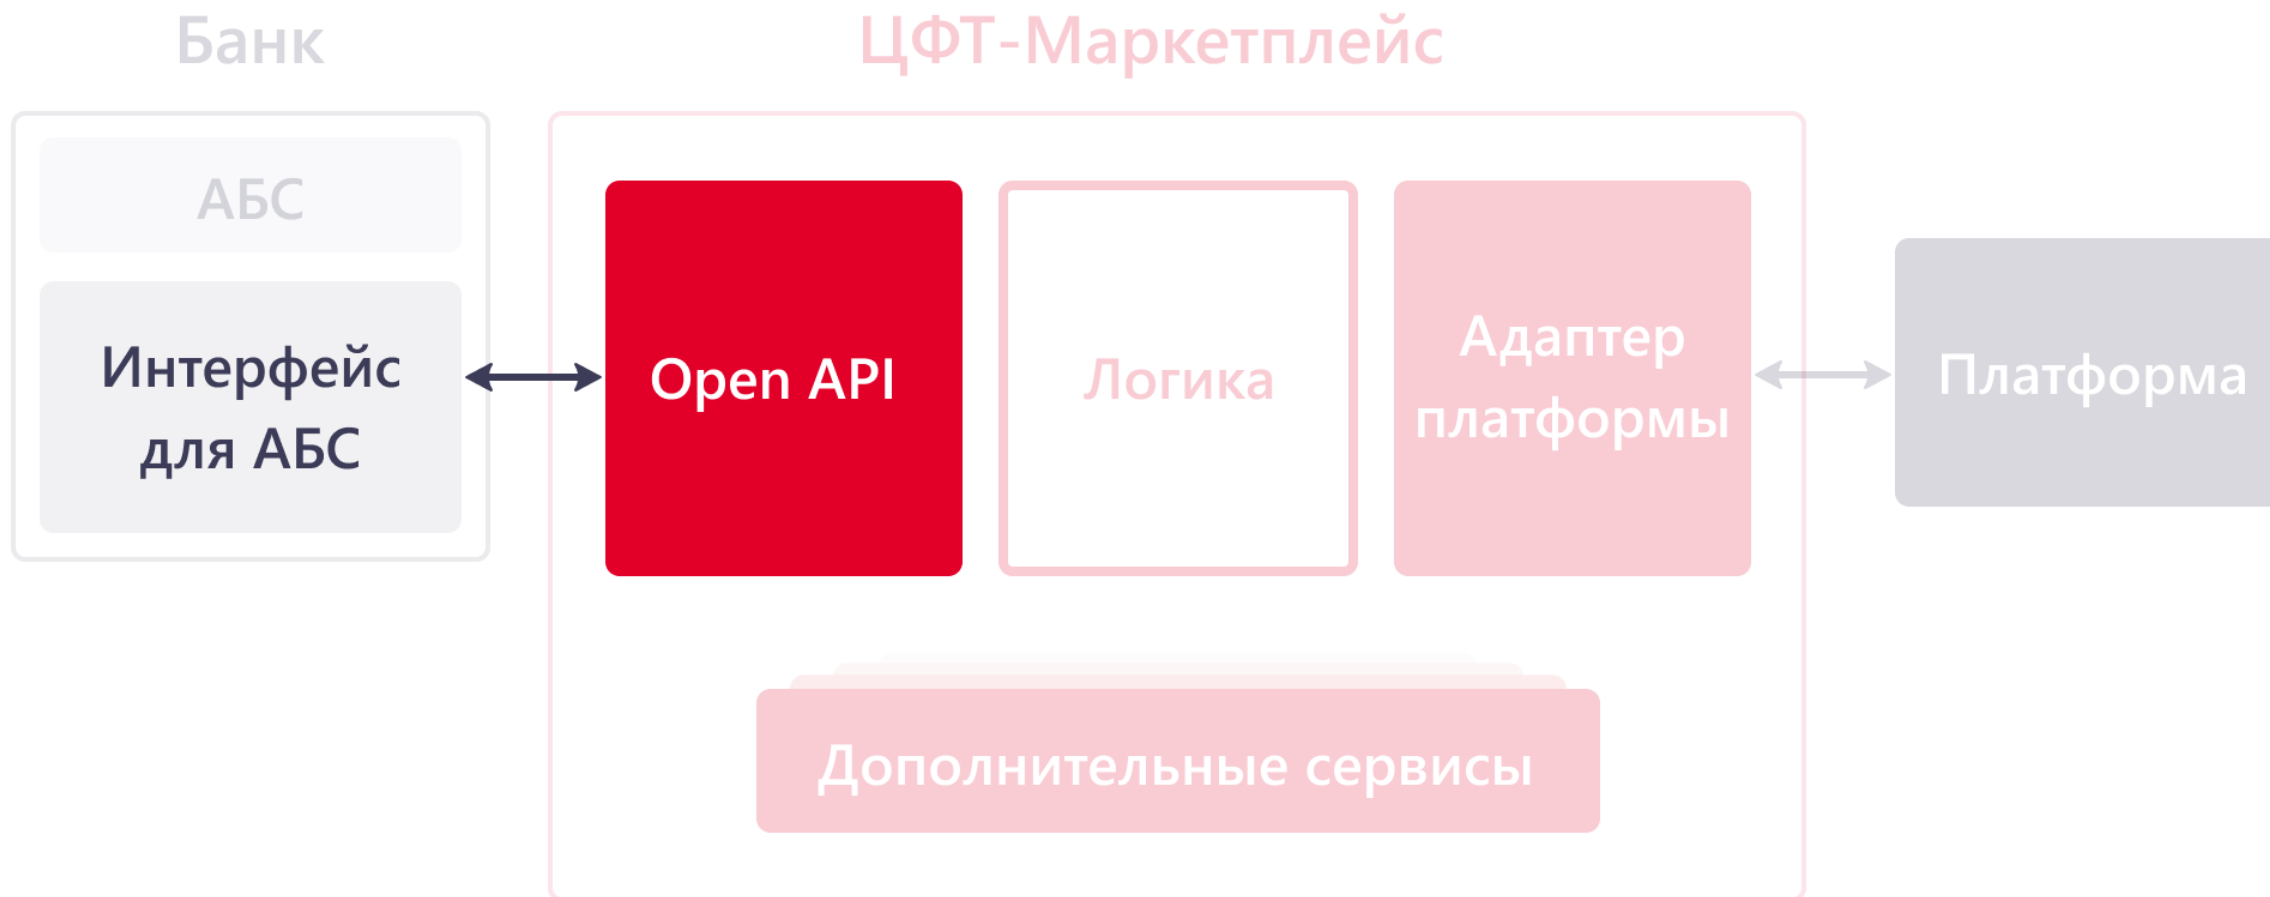 Банк
ЦФТ-Маркетплейс
АБС
Интерфейс
для АБС
Open API
Логика
Адаптер
платформы
Платформа
Дополнительные сервисы